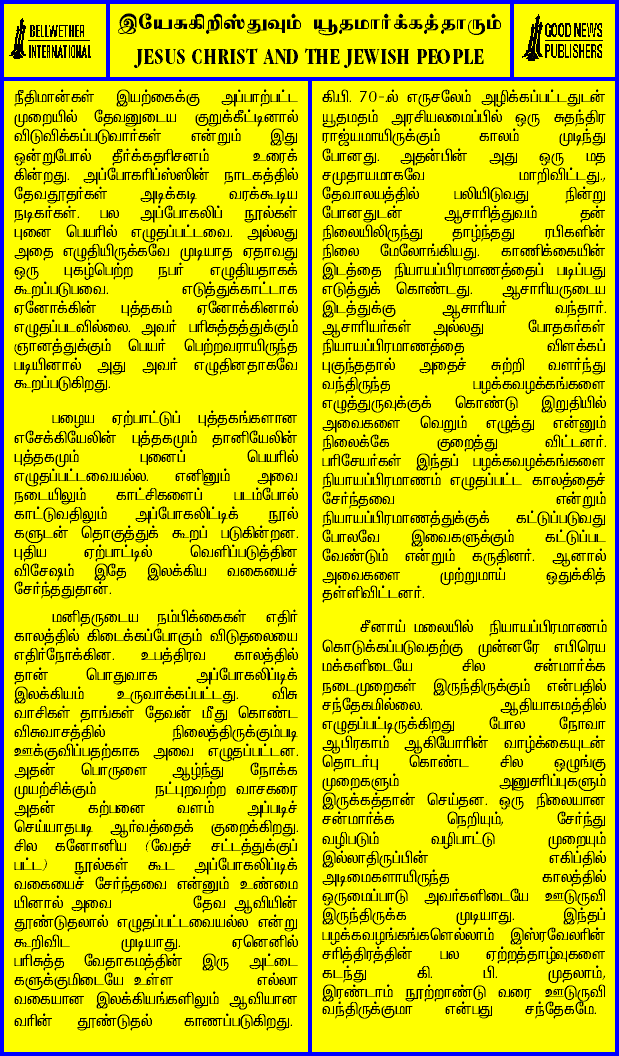 BELLWETHER
INTERNATIONAL
இயேசுகிறிஸ்துவும் யூதமார்க்கத்தாரும்
JESUS CHRIST AND THE JEWISH PEOPLE
GOOD NEWS
PUBLISHERS
நீதிமான்கள் இயற்கைக்கு அப்பாற்பட்ட
முறையில் தேவனுடைய குறுக்கீட்டினால்
விடுவிக்கப்படுவார்கள் என்றும் இது
ஒன்றுபோல் தீர்க்கதரிசனம் உரைக்
கின்றது. அப்போகரிப்ஸ்லின் நாடகத்தில்
தேவதூதர்கள் அடிக்கடி வரக்கூடிய
நடிகர்கள். பல அப்போகலிப் நூல்கள்
புனை பெயரில் எழுதப்பட்டவை. அல்லது
அதை எழுதியிருக்கவே முடியாத ஏதாவது
ஒரு புகழ்பெற்ற நபர் எழுதியதாகக்
கூறப்படுபவை. எடுத்துக்காட்டாக
ஏனோக்கின் புத்தகம் ஏனோக்கினால்
எழுதப்படவில்லை. அவர் பரிசுத்தத்துக்கும்
ஞானத்துக்கும் பெயர் பெற்றவராயிருந்த
படியினால் அது அவர் எழுதினதாகவே
கூறப்படுகிறது.
பழைய ஏற்பாட்டுப் புத்தகங்களான
எசேக்கியேலின் புத்தகமும் தானியேலின்
புத்தகமும் புனைப் பெயரில்
எழுதப்பட்டவையல்ல. எனினும் அவை
நடையிலும் காட்சிகளைப் படம்போல்
காட்டுவதிலும் அப்போகலிட்டிக் நூல்
களுடன் தொகுத்துக் கூறப் படுகின்றன.
புதிய ஏற்பாட்டில் வெளிப்படுத்தின
விசேஷம் இதே இலக்கிய வகையைச்
சேர்ந்ததுதான்.
மனிதருடைய நம்பிக்கைகள் எதிர்
காலத்தில் கிடைக்கப்போகும் விடுதலையை
எதிர்நோக்கின. உபத்திரவ காலத்தில்
தான் பொதுவாக அப்போகலிப்டிக்
இலக்கியம் உருவாக்கப்பட்டது. விசு
வாசிகள் தாங்கள் தேவன் மீது கொண்ட
விசுவாசத்தில் நிலைத்திருக்கும்படி
ஊக்குவிப்பதற்காக அவை எழுதப்பட்டன.
அதன் பொருளை ஆழ்ந்து நோக்க
முயற்சிக்கும் நட்புறவற்ற வாசகரை
அதன் கற்பனை வளம் அப்படிச்
செய்யாதபடி ஆர்வத்தைக் குறைக்கிறது.
சில கனோனிய (வேதச் சட்டத்துக்குப்
பட்ட) நூல்கள் கூட அப்போகலிப்டிக்
வகையைச் சேர்ந்தவை என்னும் உண்மை
யினால் அவை தேவ ஆவியின்
தூண்டுதலால் எழுதப்பட்டவையல்ல என்று
கூறிவிட முடியாது. ஏனெனில்
பரிசுத்த வேதாகமத்தின் இரு அட்டை
களுக்குமிடையே உள்ள எல்லா
வகையான இலக்கியங்களிலும் ஆவியான
வரின் தூண்டுதல் காணப்படுகிறது.
கி.பி. 70-ல் எருசலேம் அழிக்கப்பட்டதுடன்
யூதமதம் அரசியலமைப்பில் ஒரு சுதந்திர
ராஜ்யமாயிருக்கும் காலம் முடிந்து
போனது. அதன்பின் அது ஒரு மத
சமுதாயமாகவே மாறிவிட்டது.,
தேவாலயத்தில் பலியிடுவது நின்று
போனதுடன் ஆசாரித்துவம் தன்
நிலையிலிருந்து தாழ்ந்தது ரபிகளின்
நிலை மேலோங்கியது. காணிக்கையின்
இடத்தை நியாயப்பிரமாணத்தைப் படிப்பது
எடுத்துக் கொண்டது. ஆசாரியருடைய
இடத்துக்கு ஆசாரியர் வந்தார்.
ஆசாரியர்கள் அல்லது போதகர்கள்
நியாயப்பிரமாணத்தை விளக்கப்
புகுந்ததால் அதைச் சுற்றி வளர்ந்து
வந்திருந்த பழக்கவழக்கங்களை
எழுத்துருவுக்குக் கொண்டு இறுதியில்
அவைகளை வெறும் எழுத்து என்னும்
நிலைக்கே குறைத்து விட்டனர்.
பரிசேயர்கள் இந்தப் பழக்கவழக்கங்களை
நியாயப்பிரமாணம் எழுதப்பட்ட காலத்தைச்
சேர்ந்தவை என்றும்
நியாயப்பிரமாணத்துக்குக் கட்டுப்படுவது
போலவே இவைகளுக்கும் கட்டுப்பட
வேண்டும் என்றும் கருதினர். ஆனால்
அவைகளை முற்றுமாய் ஒதுக்கித்
தள்ளிவிட்டனர்.
சீனாய் மலையில் நியாயப்பிரமாணம்
கொடுக்கப்படுவதற்கு முன்னரே எபிரெய
மக்களிடையே சில சன்மார்க்க
நடைமுறைகள் இருந்திருக்கும் என்பதில்
சந்தேகமில்லை. ஆதியாகமத்தில்
எழுதப்பட்டிருக்கிறது போல நோவா
ஆபிரகாம் ஆகியோரின் வாழ்க்கையுடன்
தொடர்பு கொண்ட சில ஒழுங்கு
முறைகளும் அனுசரிப்புகளும்
இருக்கத்தான் செய்தன. ஒரு நிலையான
சன்மார்க்க நெறியும், சேர்ந்து
வழிபடும் வழிபாட்டு முறையும்
இல்லாதிருப்பின் எகிப்தில்
அடிமைகளாயிருந்த காலத்தில்
ஒருமைப்பாடு அவர்களிடையே ஊடுருவி
இருந்திருக்க முடியாது. இந்தப்
பழக்கவழங்கங்களெல்லாம் இஸ்ரவேலரின்
சரித்திரத்தின் பல ஏற்றத்தாழ்வுகளை
கடந்து கி. பி. முதலாம்,
இரண்டாம் நூற்றாண்டு வரை ஊடுருவி
வந்திருக்குமா என்பது சந்தேகமே.